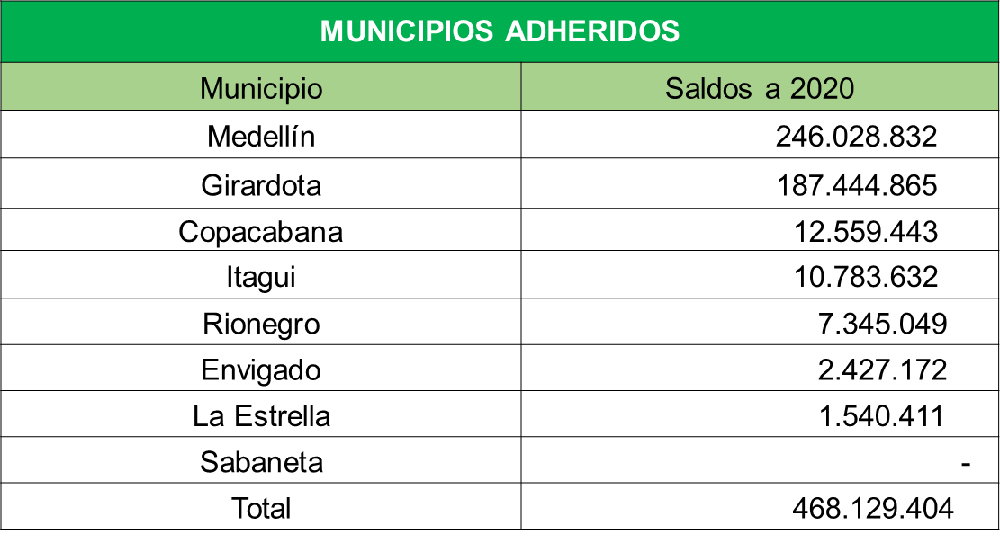 MUNICIPIOS ADHERIDOS
Municipio Saldos a 2020
Medellín 246.028.832
Girardota 187.444.865
Copacabana 12.559.443
Itagui 10.783.632
Rionegro 7.345.049
Envigado 2.427.172
La Estrella 1.540.411
Sabaneta -
Total 468.129.404